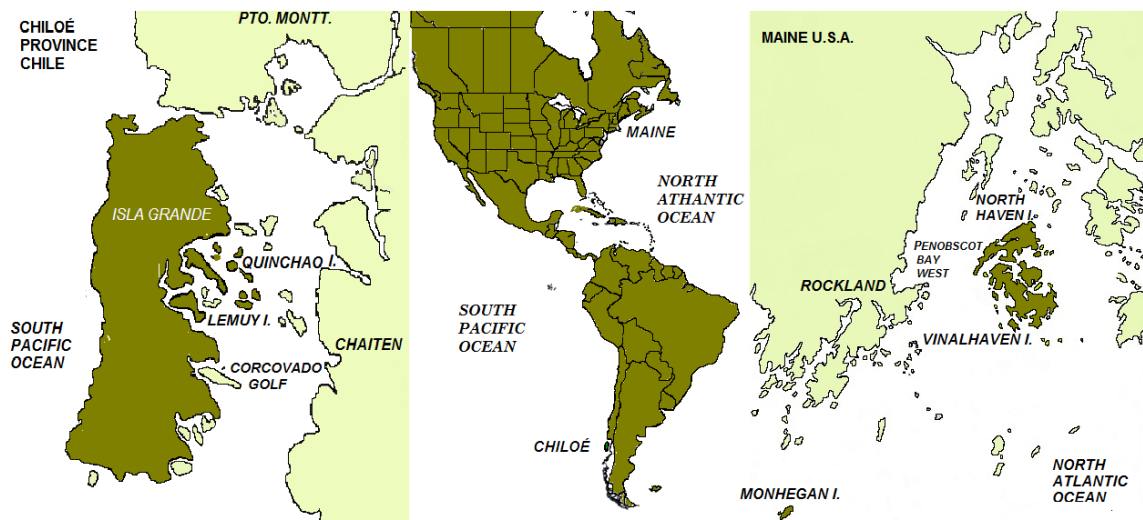 CHILOÉ
PROVINCE
CHILE
PTO. MONTT.
ISLA GRANDE
QUINCHAO I.
LEMUY I.
SOUTH
PACIFIC
OCEAN
CHAITEN
CORCOVADO
GOLF
MAINE
NORTH
ATHANTIC
OCEAN
SOUTH
PACIFIC
OCEAN
CHILOÉ
MAINE U.S.A.
NORTH
HAVEN I.
PENOBSCOT
BAY
WEST
ROCKLAND
VINALHAVEN I.
MONHEGAN I.
NORTH
ATLANTIC
OCEAN